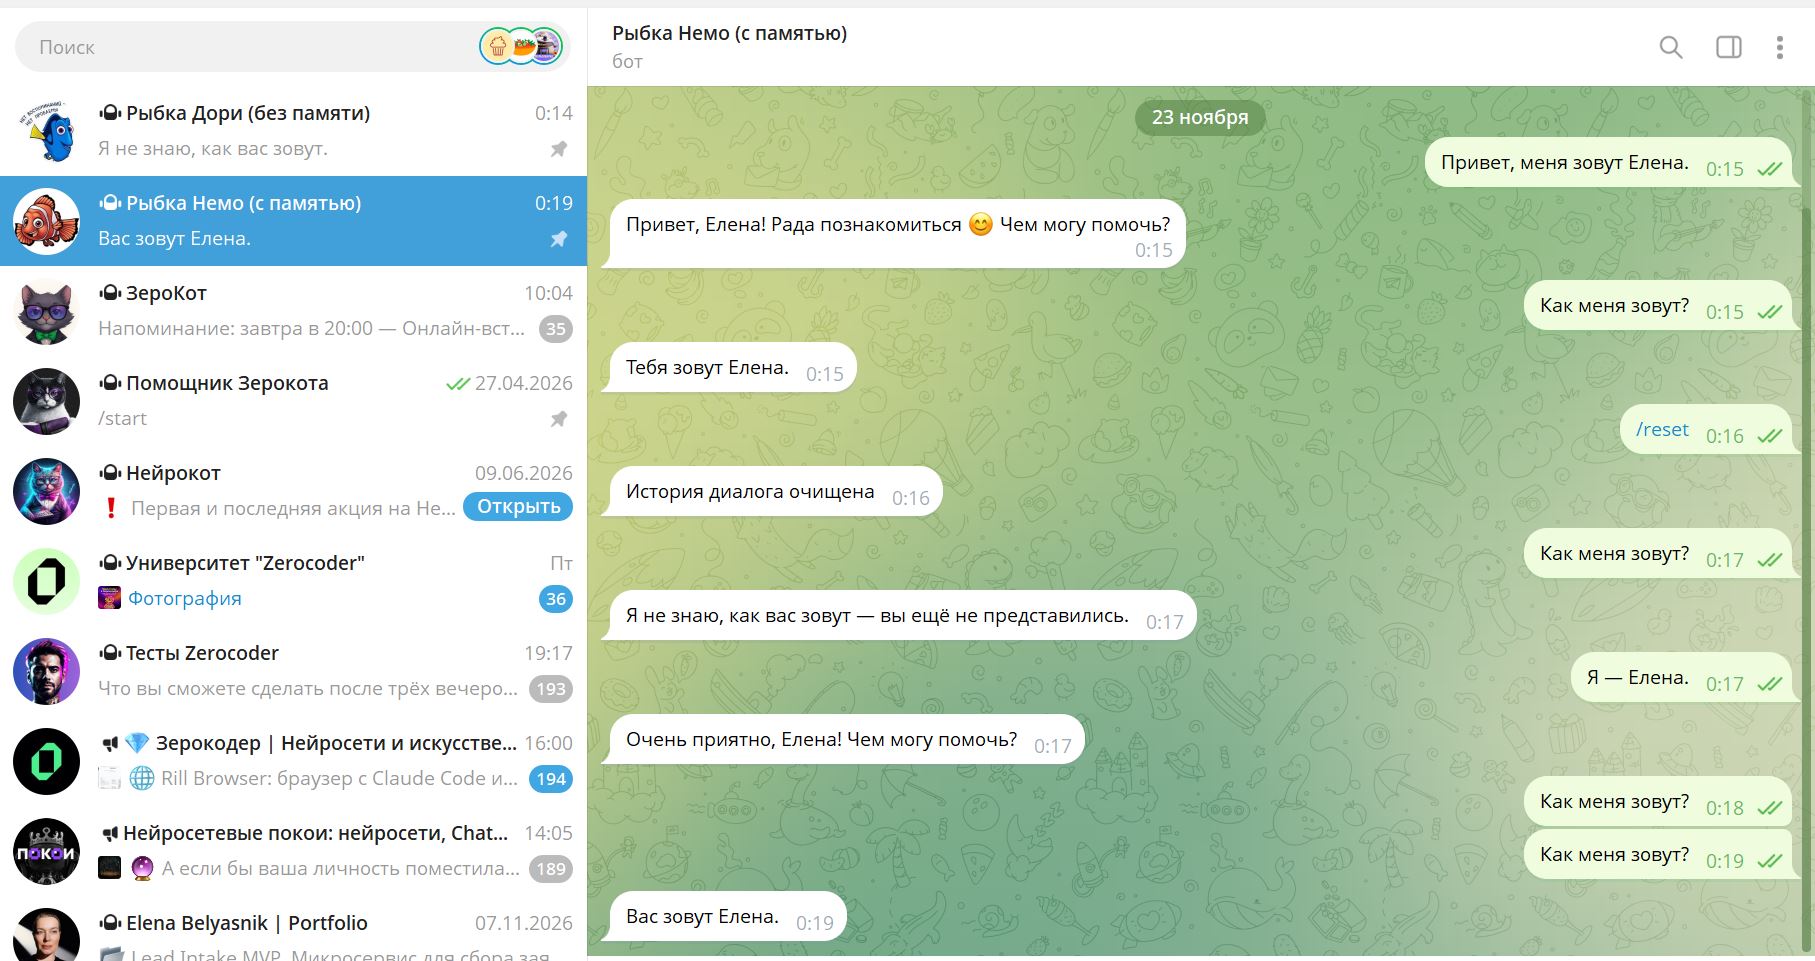 Поиск
Рыбка Дори (без памяти) 0:14
Я не знаю, как вас зовут.
Рыбка Немо (с памятью) 0:19
Вас зовут Елена.
ЗероКот 10:04
Напоминание: завтра в 20:00 — Онлайн-вст... 35
Помощник Зерокота 27.04.2026
/start
Нейрокот 09.06.2026
Первая и последняя акция на Не... Открыть
Университет "Zerocoder" Пт
Фотография 36
Тесты Zerocoder 19:17
Что вы сможете сделать после трёх вечеро... 193
Зерокодер | Нейросети и искусстве... 16:00
Rill Browser: браузер с Claude Code и... 194
Нейросетевые покои: нейросети, Chat... 14:05
ПОКОИ
А если бы ваша личность поместила... 189
Elena Belyasnik | Portfolio 07.11.2026
Lead Intake MVP. Микросервис для сбора зая...
Рыбка Немо (с памятью)
бот
23 ноября
Привет, меня зовут Елена. 0:15
Привет, Елена! Рада познакомиться 😊 Чем могу помочь?
0:15
Как меня зовут? 0:15
Тебя зовут Елена. 0:15
/reset 0:16
История диалога очищена 0:16
Как меня зовут? 0:17
Я не знаю, как вас зовут — вы ещё не представились. 0:17
Я — Елена. 0:17
Очень приятно, Елена! Чем могу помочь? 0:17
Как меня зовут? 0:18
Как меня зовут? 0:19
Вас зовут Елена. 0:19